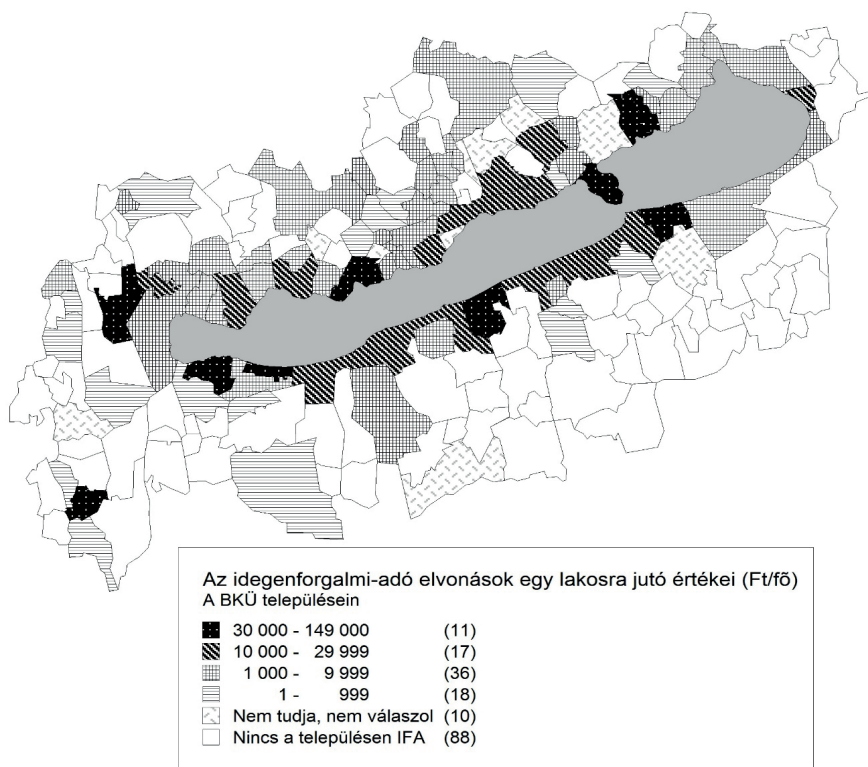 Az idegenforgalmi-adó elvonások egy lakosra jutó értékei (Ft/fõ)
A BKÜ településein
30 000 - 149 000 (11)
10 000 - 29 999 (17)
1 000 - 9 999 (36)
1 - 999 (18)
Nem tudja, nem válaszol (10)
Nincs a településen IFA (88)